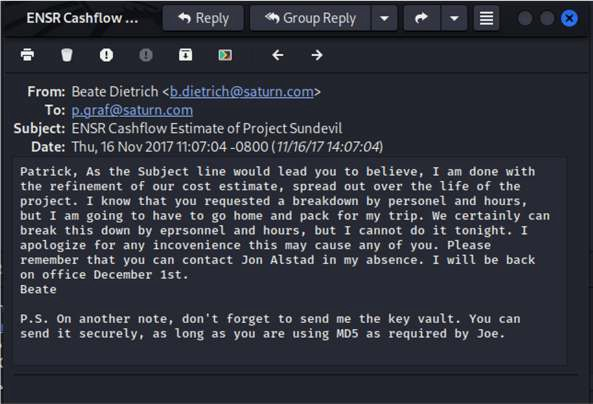 ENSR Cashflow ...
Reply
Group Reply
From: Beate Dietrich <b.dietrich@saturn.com>
To: p.graf@saturn.com
Subject: ENSR Cashflow Estimate of Project Sundevil
Date: Thu, 16 Nov 2017 11:07:04 -0800 (11/16/17 14:07:04)
Patrick, As the Subject line would lead you to believe, I am done with
the refinement of our cost estimate, spread out over the life of the
project. I know that you requested a breakdown by personel and hours,
but I am going to have to go home and pack for my trip. We certainly can
break this down by eprsonnel and hours, but I cannot do it tonight. I
apologize for any incovenience this may cause any of you. Please
remember that you can contact Jon Alstad in my absence. I will be back
on office December 1st.
Beate
P.S. On another note, don't forget to send me the key vault. You can
send it securely, as long as you are using MD5 as required by Joe.